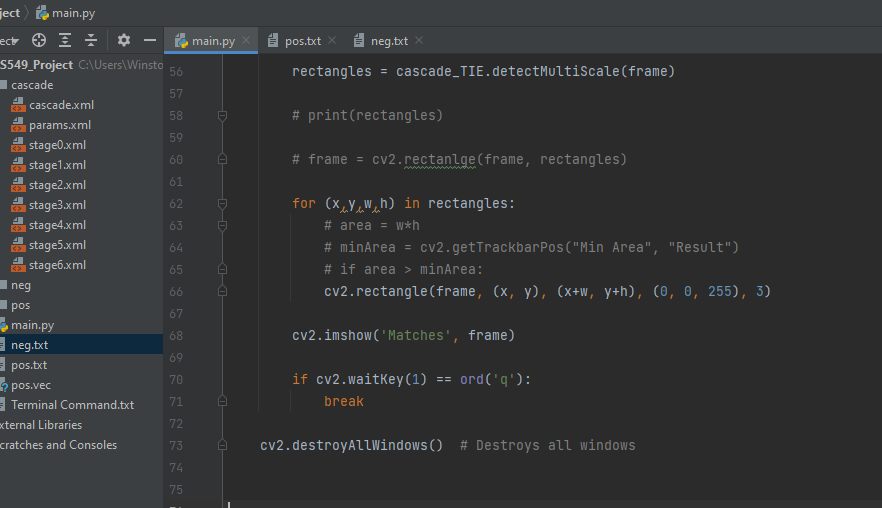 ject
main.py
ect
main.py
pos.txt
neg.txt
S549_Project C:\Users\Winsto
cascade
cascade.xml
params.xml
stage0.xml
stage1.xml
stage2.xml
stage3.xml
stage4.xml
stage5.xml
stage6.xml
neg
pos
main.py
neg.txt
pos.txt
pos.vec
Terminal Command.txt
xternal Libraries
cratches and Consoles
56 rectangles = cascade_TIE.detectMultiScale(frame)
57
58 # print(rectangles)
59
60 # frame = cv2.rectanlge(frame, rectangles)
61
62 for (x,y,w,h) in rectangles:
63 # area = w*h
64 # minArea = cv2.getTrackbarPos("Min Area", "Result")
65 # if area > minArea:
66 cv2.rectangle(frame, (x, y), (x+w, y+h), (0, 0, 255), 3)
67
68 cv2.imshow('Matches', frame)
69
70 if cv2.waitKey(1) == ord('q'):
71 break
72
73 cv2.destroyAllWindows() # Destroys all windows
74
75